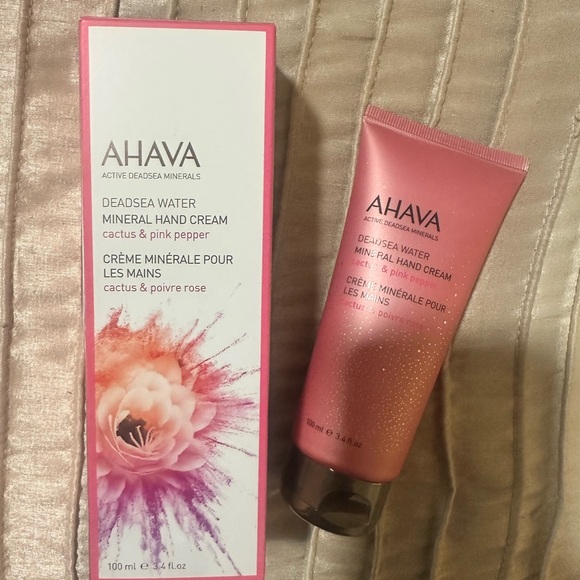 AHAVA
ACTIVE DEADSEA MINERALS
DEADSEA WATER
MINERAL HAND CREAM
cactus & pink pepper
CRÈME MINÉRALE POUR
LES MAINS
cactus & poivre rose
100 ml e 3.4 fl.oz
AHAVA
ACTIVE DEADSEA MINERALS
DEADSEA WATER
MINERAL HAND CREAM
cactus & pink pepper
CRÈME MINÉRALE POUR
LES MAINS
cactus & poivre rose
100 ml e 3.4 fl.oz